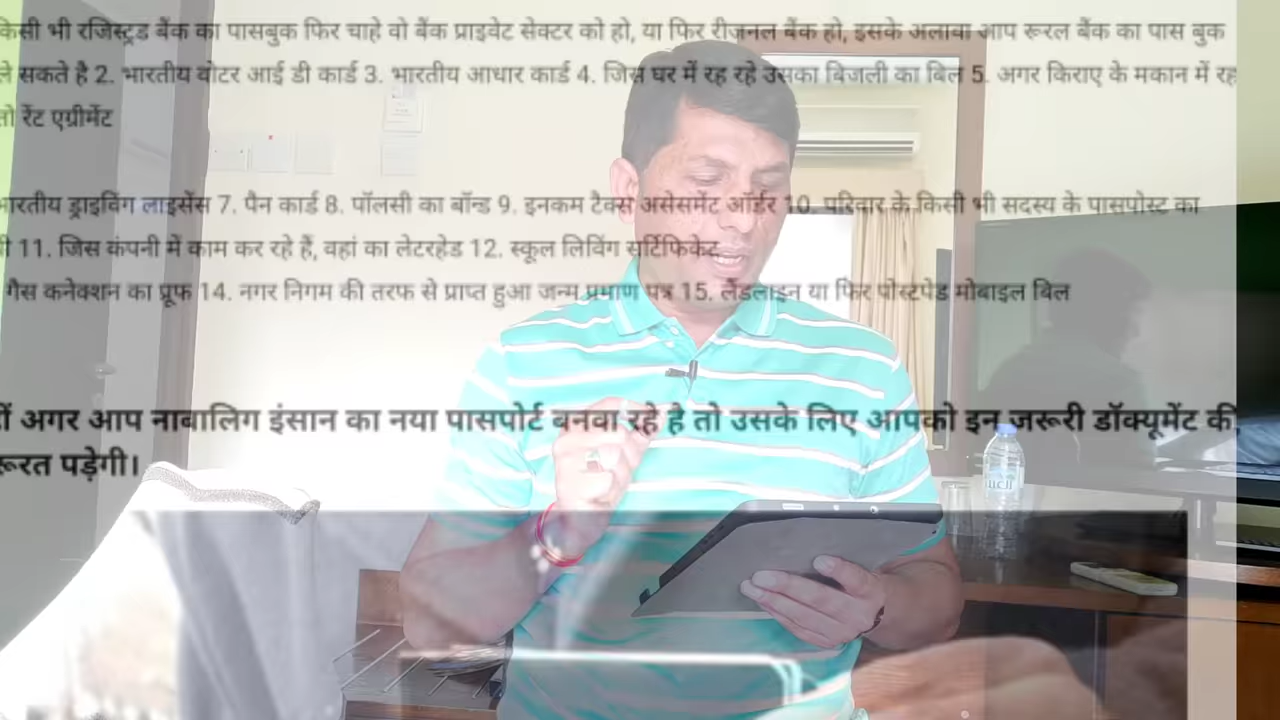 किसी भी रजिस्ट्रड बैंक का पासबुक फिर चाहे वो बैंक प्राइवेट सेक्टर को हो, या फिर रीजनल बैंक हो, इसके अलावा आप रूरल बैंक का पास बुक
ले सकते है 2. भारतीय वोटर आई डी कार्ड 3. भारतीय आधार कार्ड 4. जिस घर में रह रहे उसका बिजली का बिल 5. अगर किराए के मकान में रह
तो रेंट एग्रीमेंट
भारतीय ड्राइविंग लाइसेंस 7. पैन कार्ड 8. पॉलसी का बॉन्ड 9. इनकम टैक्स असेसमेंट ऑर्डर 10. परिवार के किसी भी सदस्य के पासपोस्ट का
11. जिस कंपनी में काम कर रहे हैं, वहां का लेटरहेड 12. स्कूल लिविंग सर्टिफिकेट
गैस कनेक्शन का प्रूफ 14. नगर निगम की तरफ से प्राप्त हुआ जन्म प्रमाण पत्र 15. लैंडलाइन या फिर पोस्टपेड मोबाइल बिल
अगर आप नाबालिग इंसान का नया पासपोर्ट बनवा रहे है तो उसके लिए आपको इन जरूरी डॉक्यूमेंट की
रूरत पड़ेगी।